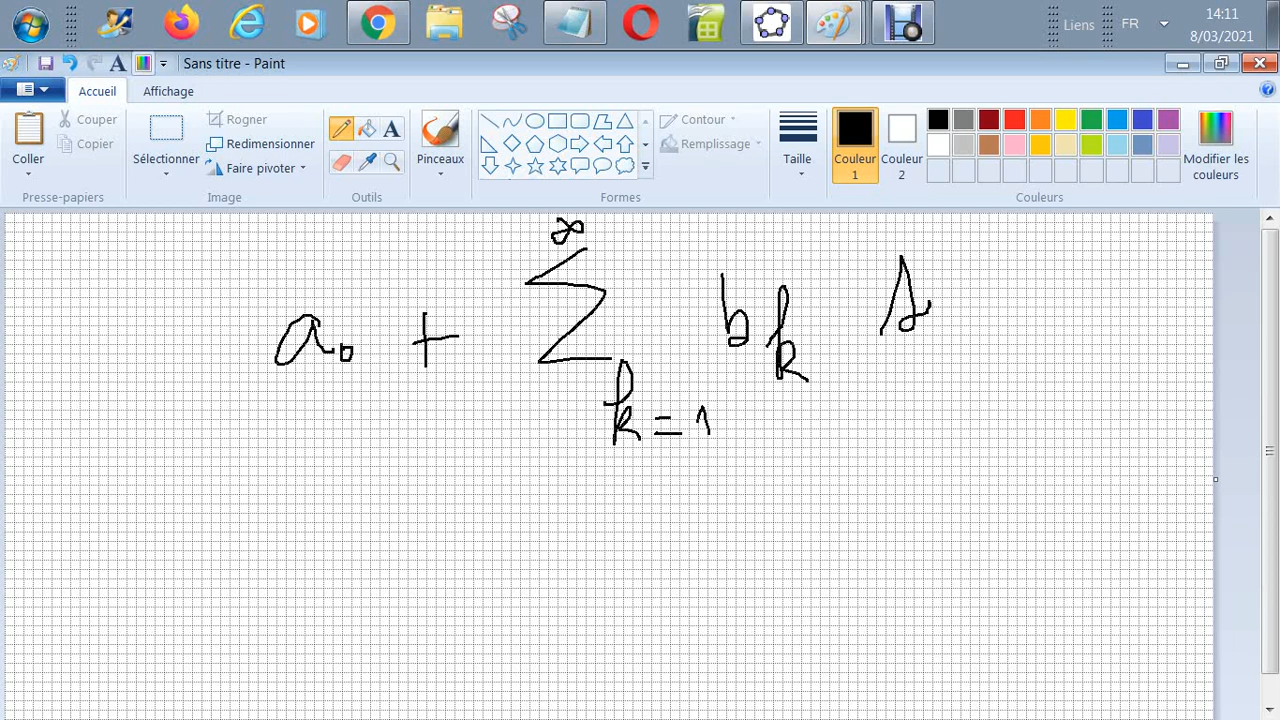 14:11
Liens FR
8/03/2021
Sans titre - Paint
Accueil Affichage
Couper Rogner Contour
Copier Redimensionner Remplissage
Coller Sélectionner Faire pivoter Pinceaux Taille Couleur 1 Couleur 2 Modifier les couleurs
Presse-papiers Image Outils Formes Couleurs
∞
a₀ + ∑ b_k s
k = 1